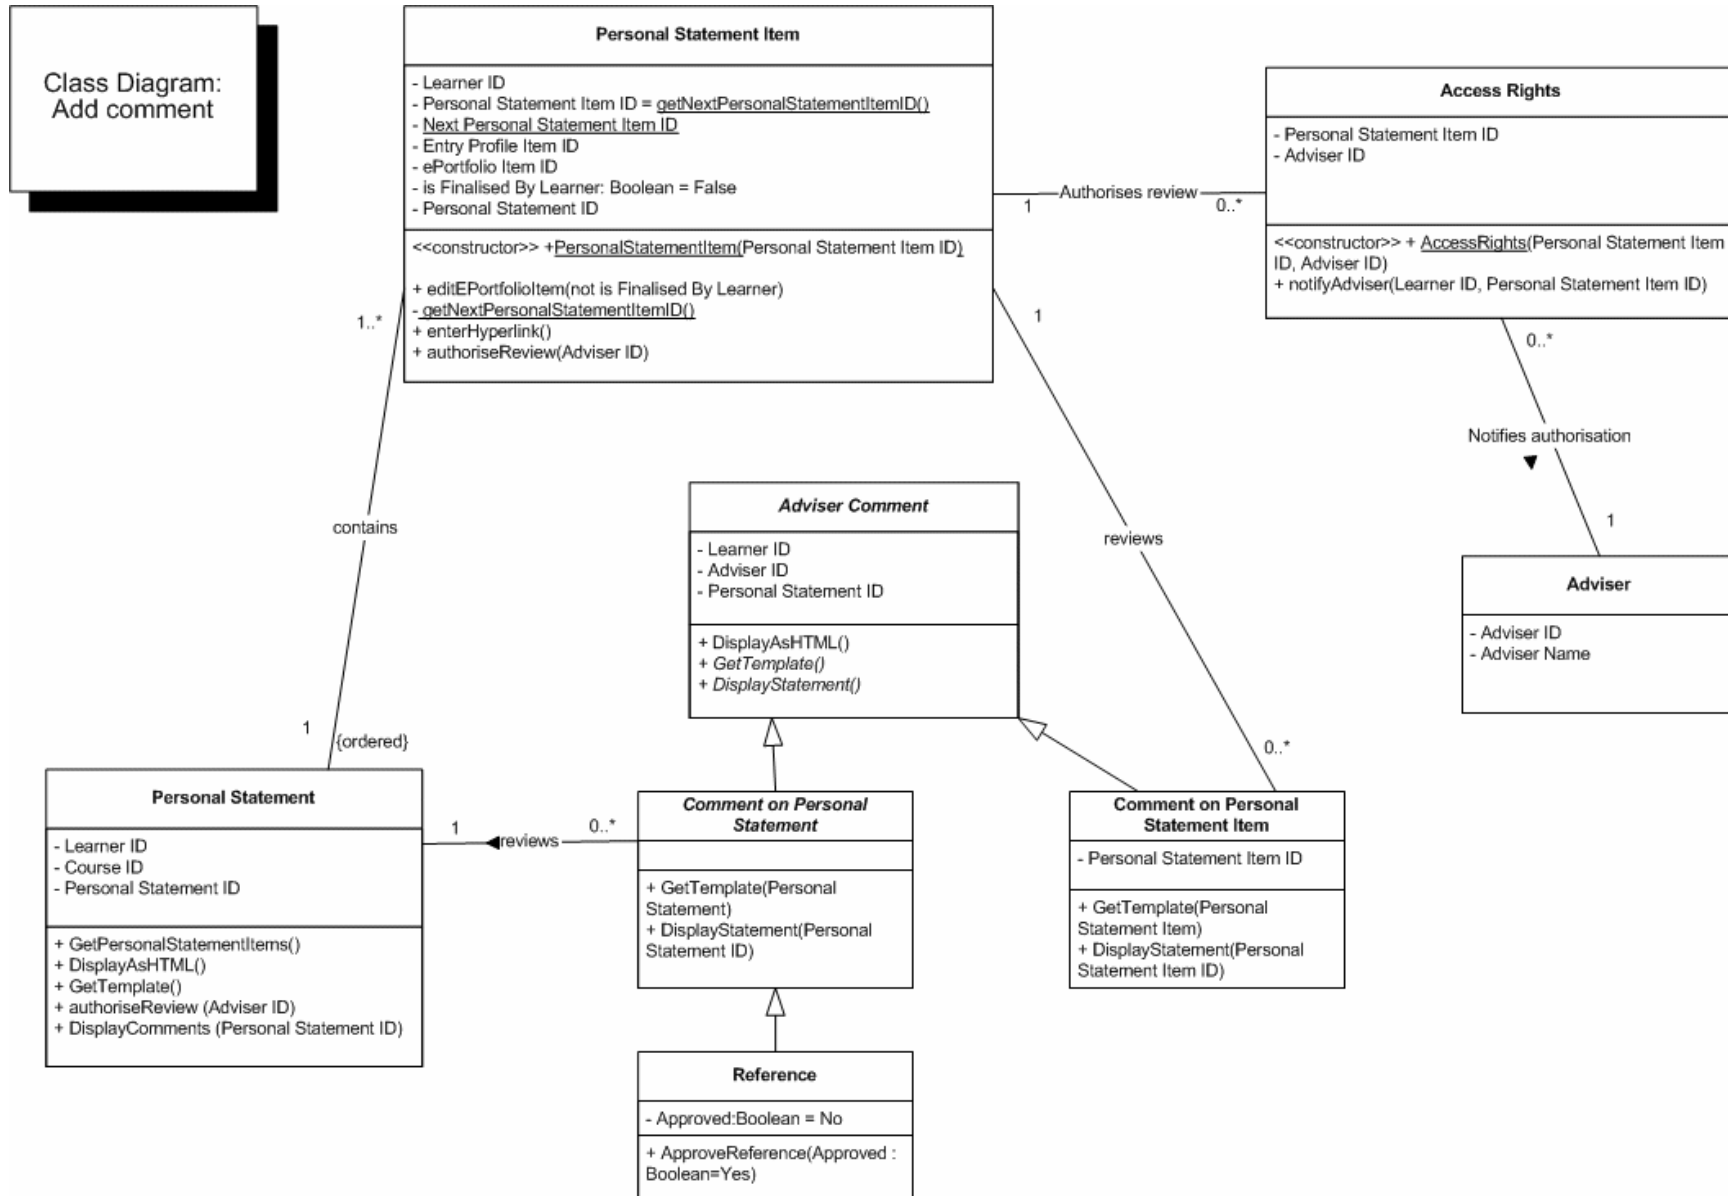 Class Diagram:
Add comment
Personal Statement Item
- Learner ID
- Personal Statement Item ID = getNextPersonalStatementItemID()
- Next Personal Statement Item ID
- Entry Profile Item ID
- ePortfolio Item ID
- is Finalised By Learner: Boolean = False
- Personal Statement ID
<<constructor>> +PersonalStatementItem(Personal Statement Item ID)
+ editEPortfolioItem(not is Finalised By Learner)
- getNextPersonalStatementItemID()
+ enterHyperlink()
+ authoriseReview(Adviser ID)
Access Rights
- Personal Statement Item ID
- Adviser ID
<<constructor>> + AccessRights(Personal Statement Item
ID, Adviser ID)
+ notifyAdviser(Learner ID, Personal Statement Item ID)
1
Authorises review
0..*
1..*
1
0..*
Notifies authorisation
1
contains
reviews
Adviser Comment
- Learner ID
- Adviser ID
- Personal Statement ID
+ DisplayAsHTML()
+ GetTemplate()
+ DisplayStatement()
Adviser
- Adviser ID
- Adviser Name
1
{ordered}
0..*
Personal Statement
- Learner ID
- Course ID
- Personal Statement ID
+ GetPersonalStatementItems()
+ DisplayAsHTML()
+ GetTemplate()
+ authoriseReview (Adviser ID)
+ DisplayComments (Personal Statement ID)
1
reviews
0..*
Comment on Personal
Statement
+ GetTemplate(Personal
Statement)
+ DisplayStatement(Personal
Statement ID)
Comment on Personal
Statement Item
- Personal Statement Item ID
+ GetTemplate(Personal
Statement Item)
+ DisplayStatement(Personal
Statement Item ID)
Reference
- Approved:Boolean = No
+ ApproveReference(Approved :
Boolean=Yes)